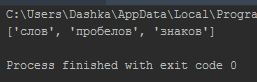 C:\Users\Dashka\AppData\Local\Progra
['слов', 'пробелов', 'знаков']
Process finished with exit code 0